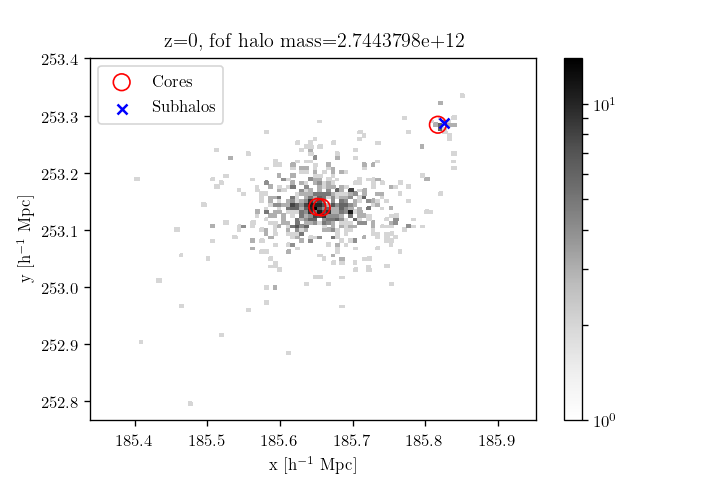 z=0, fof halo mass=2.7443798e+12
Cores
Subhalos
253.4
253.3
253.2
253.1
253.0
252.9
252.8
y [h⁻¹ Mpc]
185.4 185.5 185.6 185.7 185.8 185.9
x [h⁻¹ Mpc]
10¹
10⁰